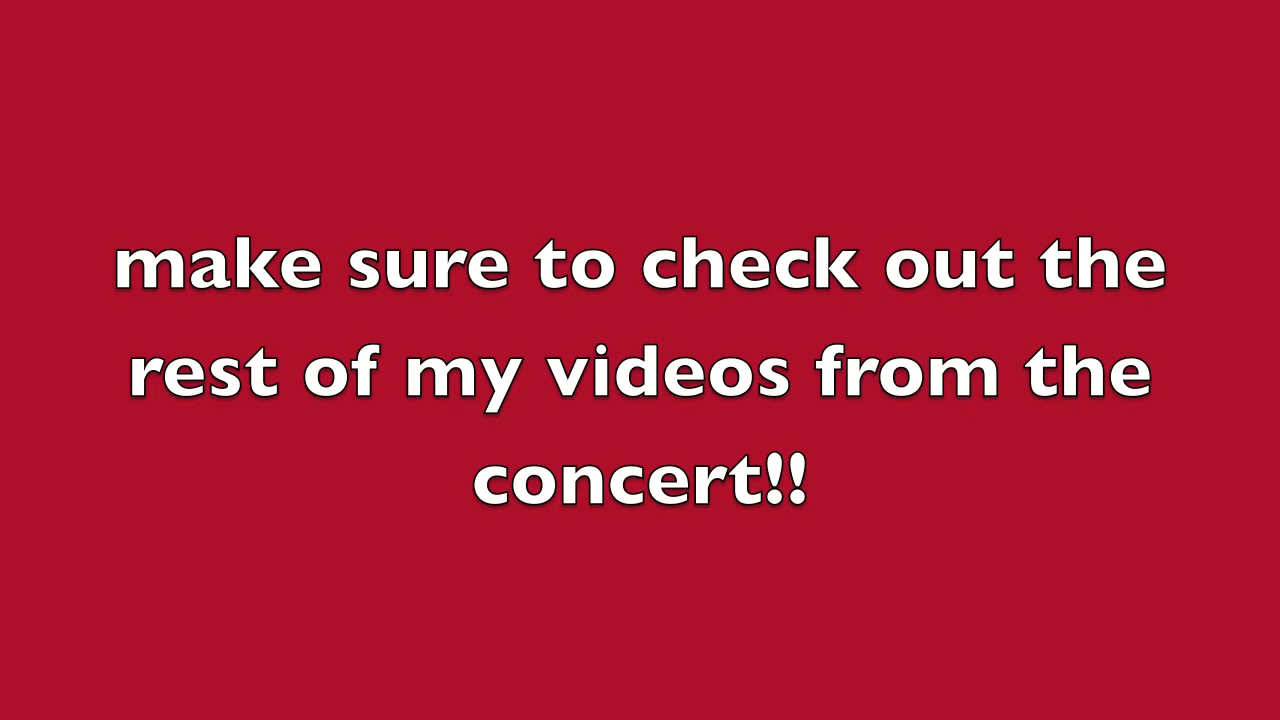 make sure to check out the
rest of my videos from the
concert!!